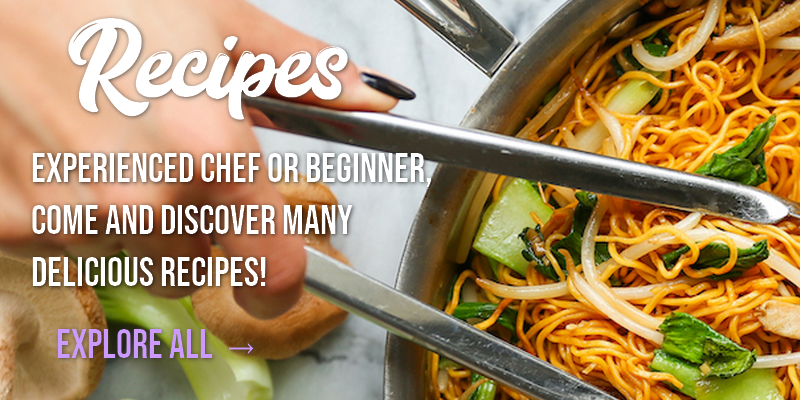 Recipes
EXPERIENCED CHEF OR BEGINNER,
COME AND DISCOVER MANY
DELICIOUS RECIPES!
EXPLORE ALL →